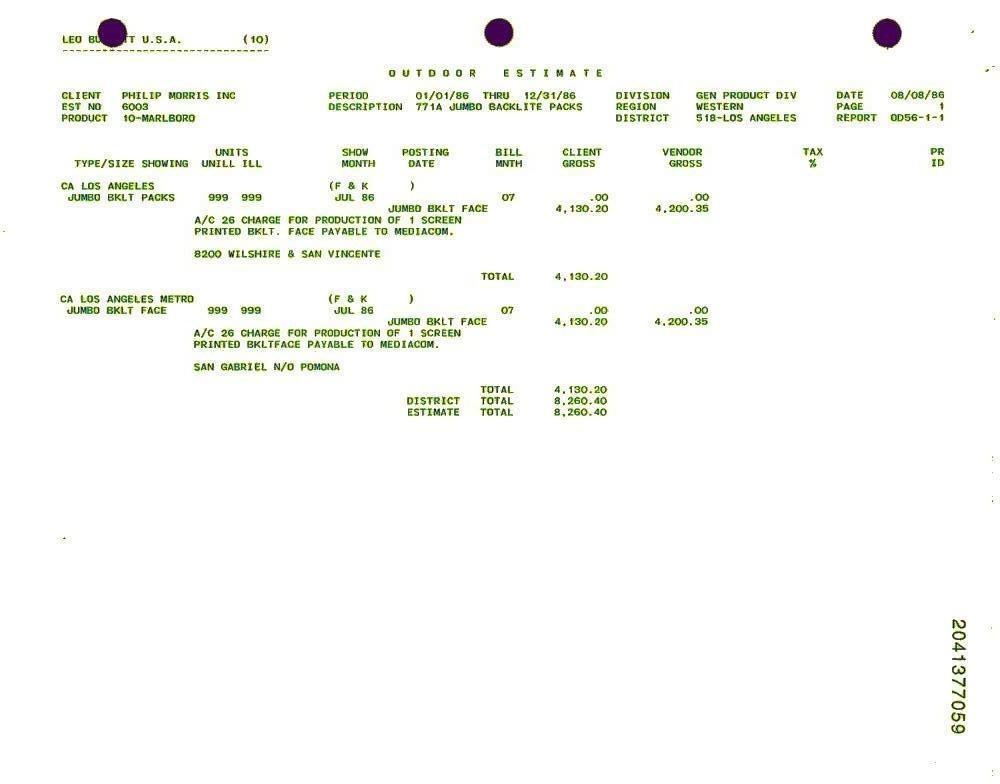 LEO BU TT U.S.A. (10)
OUTDOOR ESTIMATE
CLIENT PHILIP MORRIS INC PERIOD 01/01/86 THRU 12/31/86 DIVISION GEN PRODUCT DIV DATE 08/08/86
EST NO 6003 DESCRIPTION 771A JUMBO BACKLITE PACKS REGION WESTERN PAGE 1
PRODUCT 10-MARLBORO DISTRICT 518-LOS ANGELES REPORT OD56-1-1
UNITS SHOW POSTING BILL CLIENT VENDOR TAX PR
TYPE/SIZE SHOWING UNILL ILL MONTH DATE MNTH GROSS GROSS % ID
CA LOS ANGELES (F & K )
JUMBO BKLT PACKS 999 999 JUL 86 07 .00 .00
JUMBO BKLT FACE 4,130.20 4,200.35
A/C 26 CHARGE FOR PRODUCTION OF 1 SCREEN
PRINTED BKLT. FACE PAYABLE TO MEDIACOM.
8200 WILSHIRE & SAN VINCENTE
TOTAL 4,130.20
CA LOS ANGELES METRO (F & K )
JUMBO BKLT FACE 999 999 JUL 86 07 .00 .00
JUMBO BKLT FACE 4,130.20 4,200.35
A/C 26 CHARGE FOR PRODUCTION OF 1 SCREEN
PRINTED BKLTFACE PAYABLE TO MEDIACOM.
SAN GABRIEL N/O POMONA
TOTAL 4,130.20
DISTRICT TOTAL 8,260.40
ESTIMATE TOTAL 8,260.40
2041377059